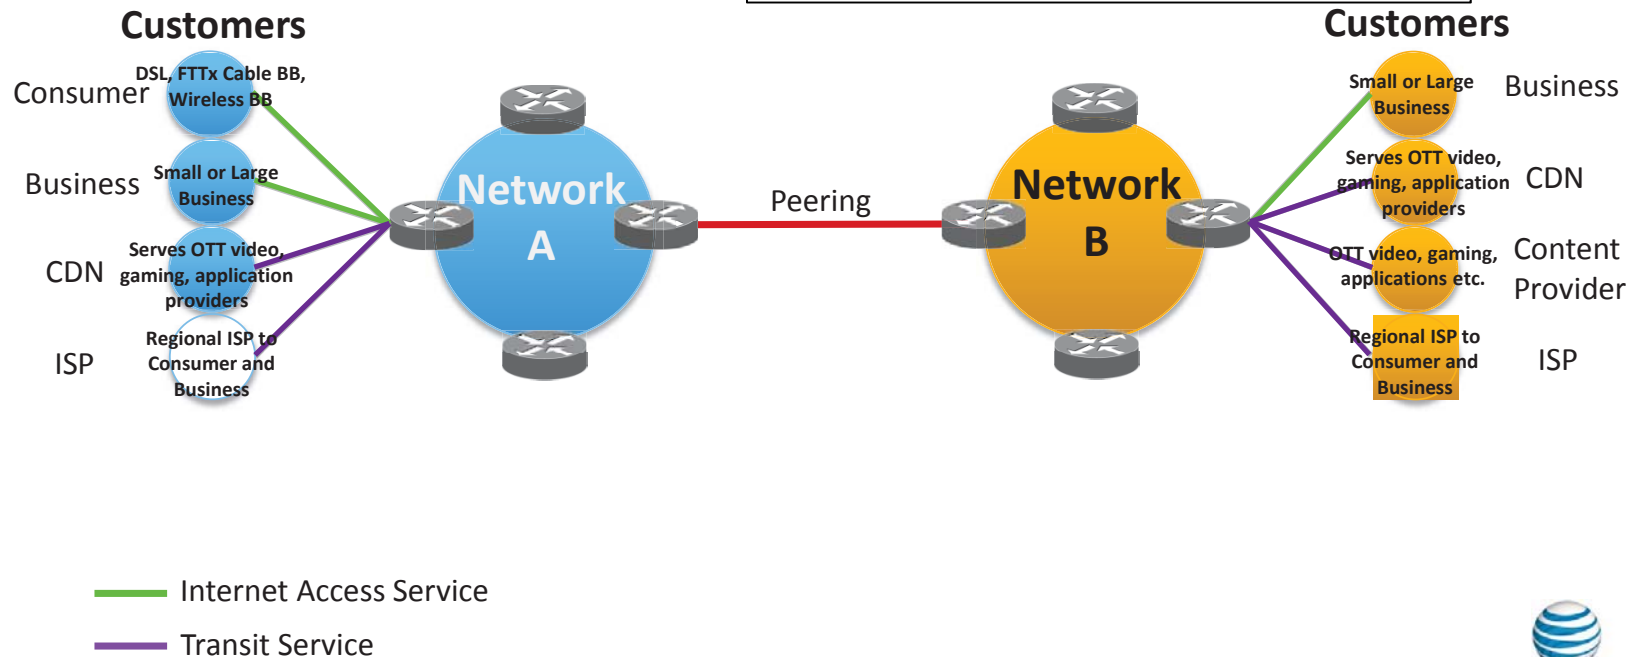 Customers
Consumer
DSL, FTTx Cable BB,
Wireless BB
Business
Small or Large
Business
CDN
Serves OTT video,
gaming, application
providers
ISP
Regional ISP to
Consumer and
Business
Network
A
Peering
Network
B
Customers
Small or Large
Business
Business
Serves OTT video,
gaming, application
providers
CDN
OTT video, gaming,
applications etc.
Content
Provider
Regional ISP to
Consumer and
Business
ISP
Internet Access Service
Transit Service